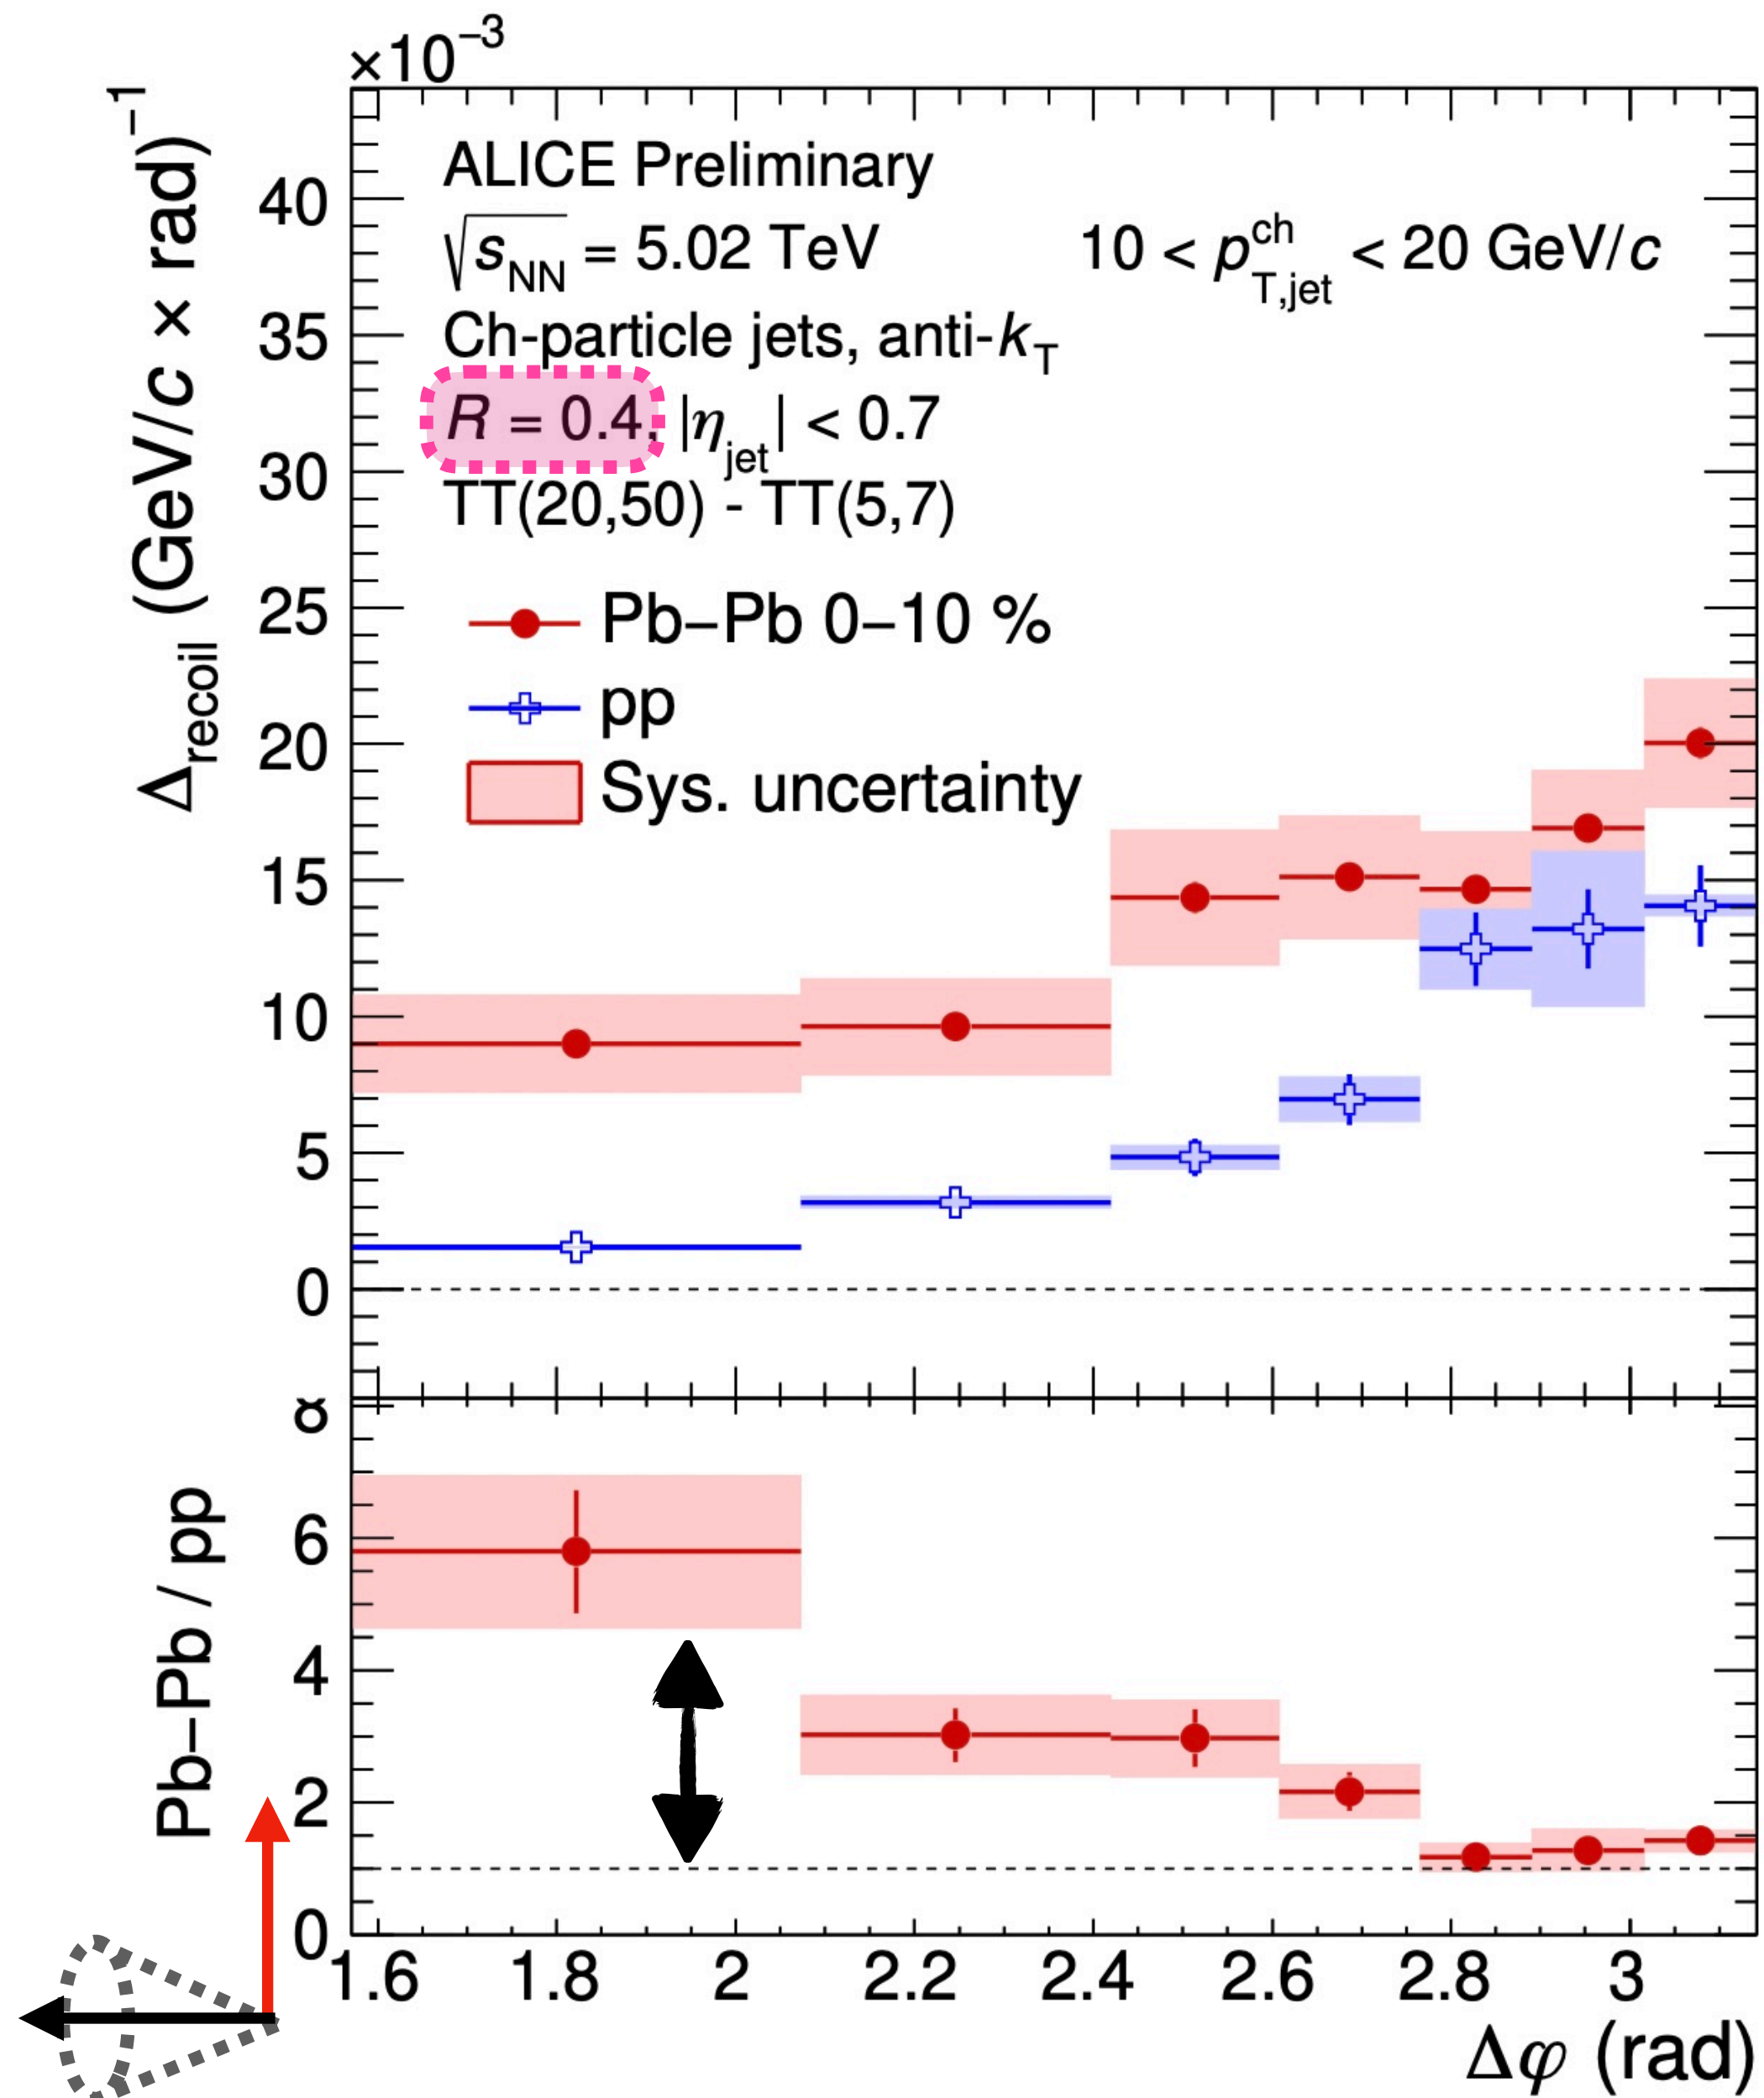 ×10⁻³
Δrecoil (GeV/c × rad)⁻¹
ALICE Preliminary
√sNN = 5.02 TeV
10 < p ch T,jet < 20 GeV/c
Ch-particle jets, anti-kT
R = 0.4, |ηjet| < 0.7
TT(20,50) - TT(5,7)
Pb–Pb 0–10 %
pp
Sys. uncertainty
40
35
30
25
20
15
10
5
0
Pb–Pb / pp
8
6
4
2
0
1.6 1.8 2 2.2 2.4 2.6 2.8 3
Δφ (rad)